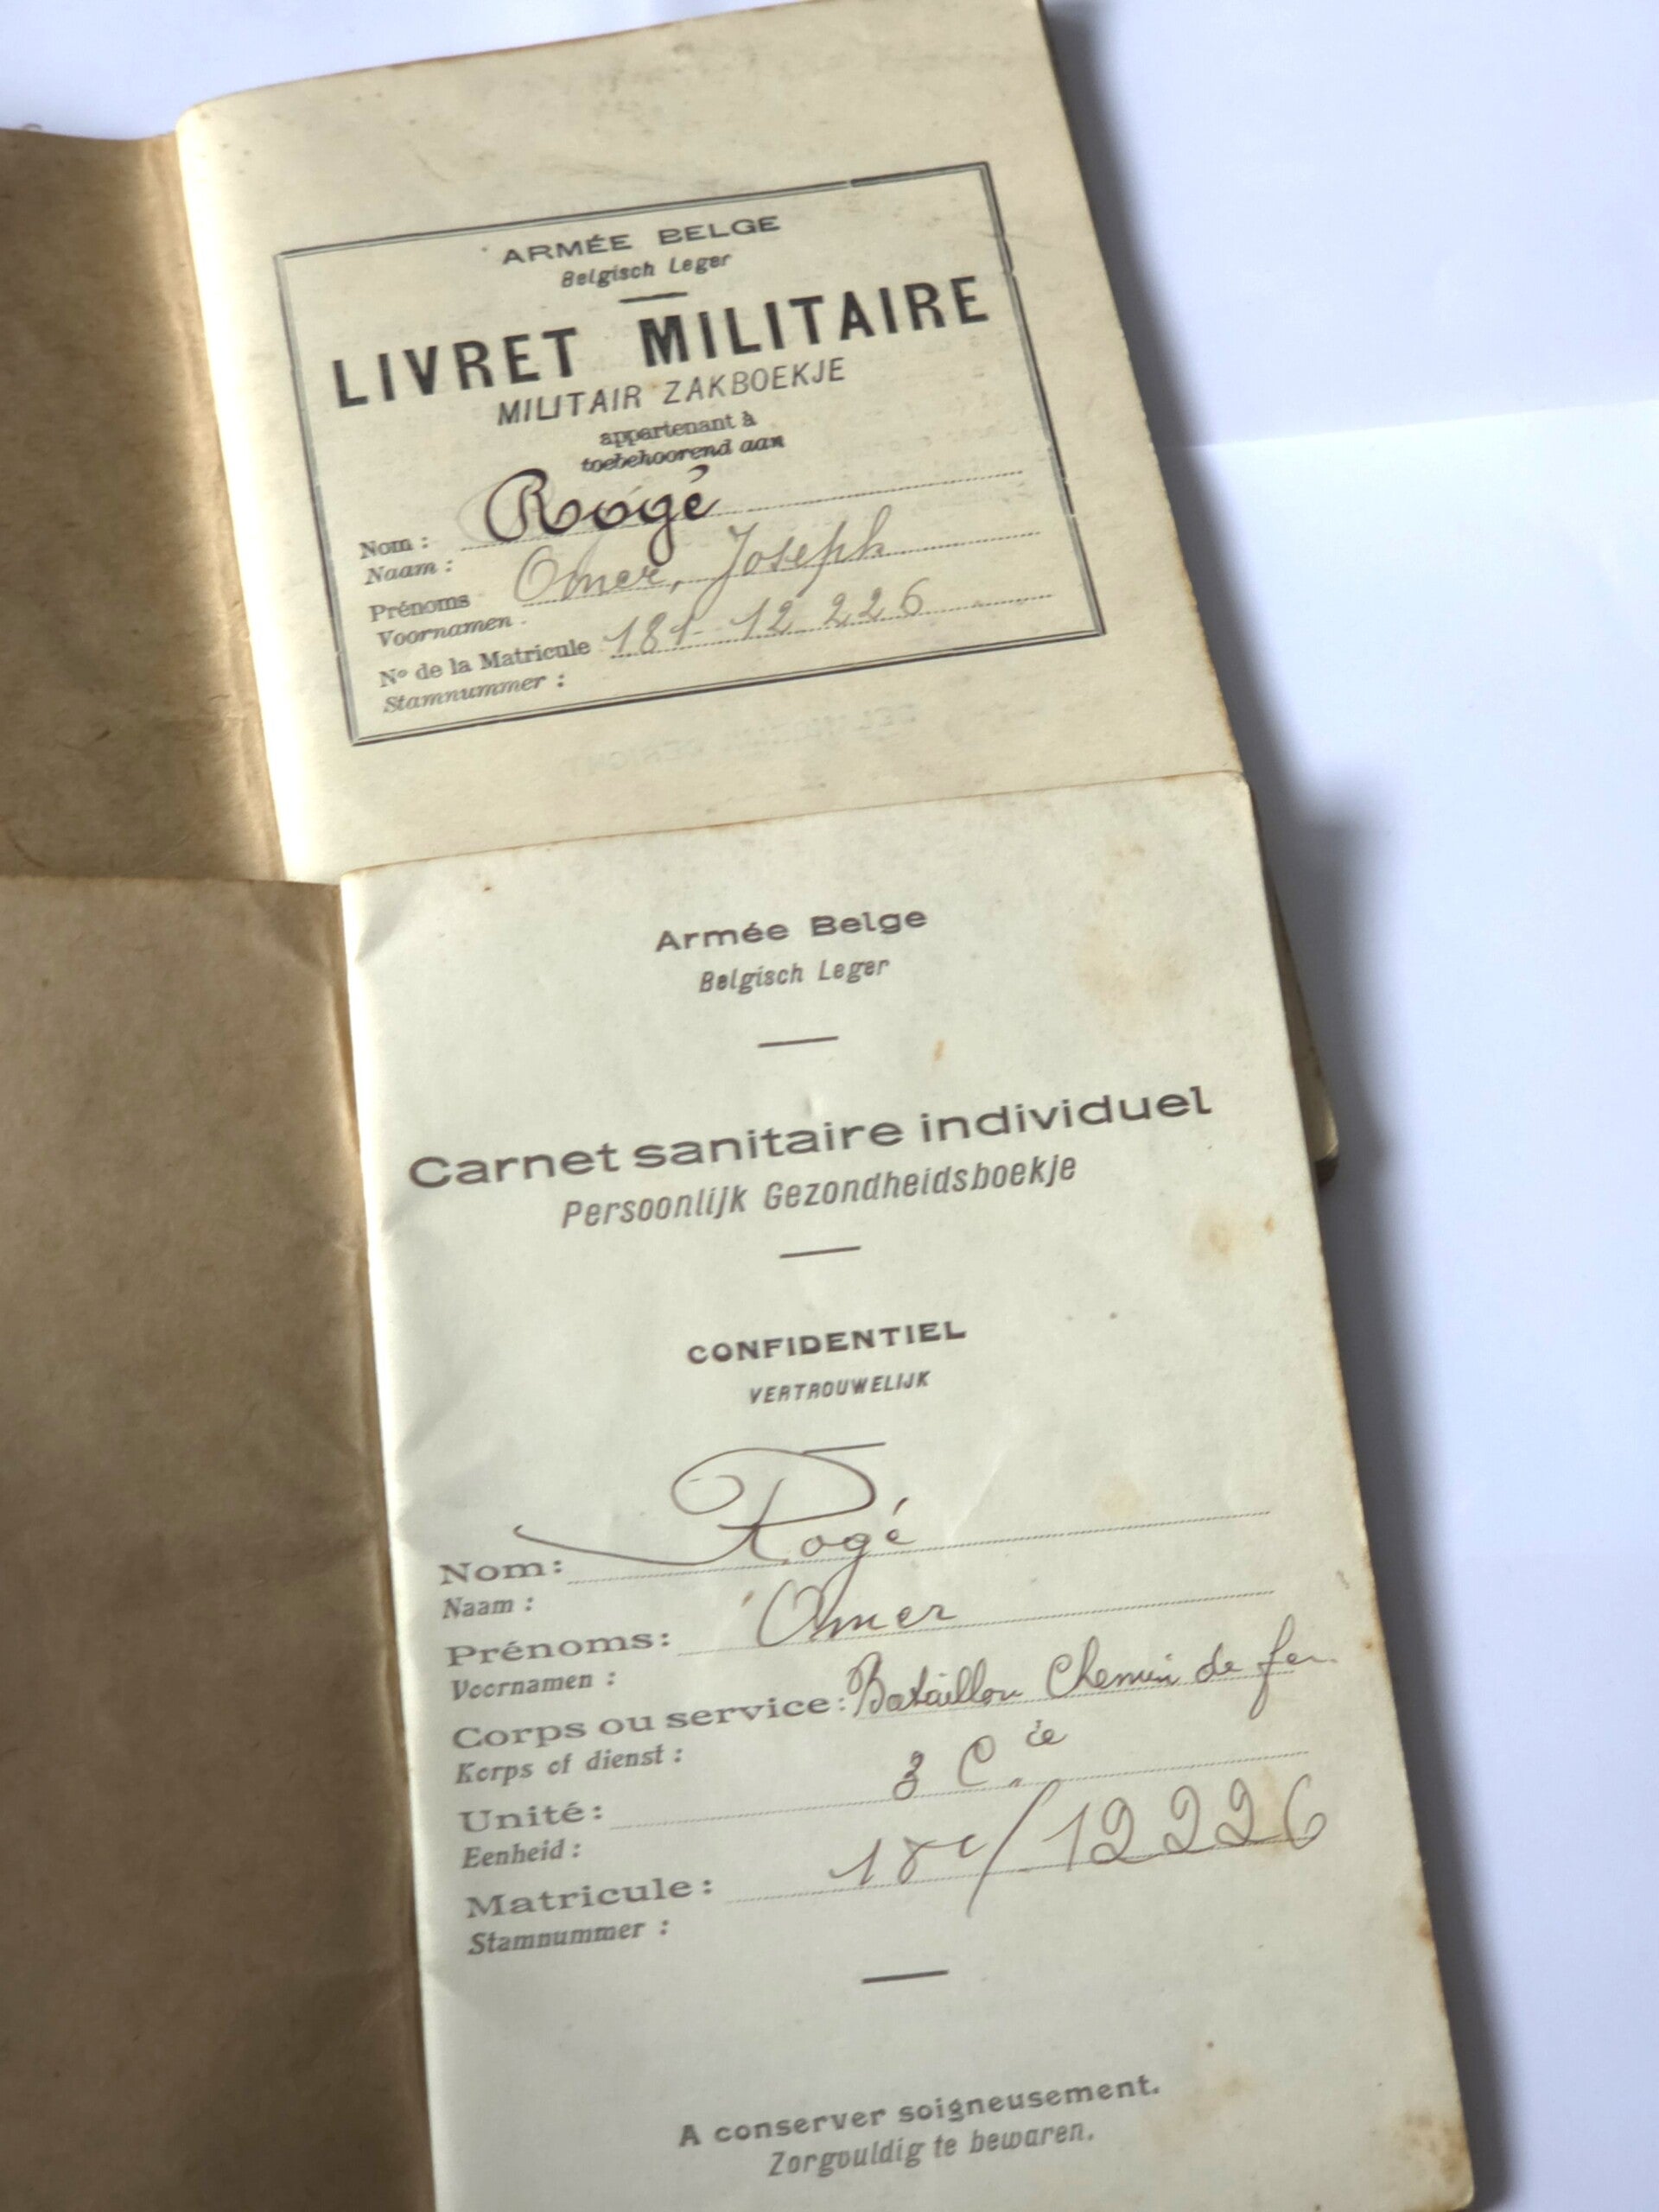 ARMÉE BELGE
Belgisch Leger
LIVRET MILITAIRE
MILITAIR ZAKBOEKJE
appartenant à
toebehoorend aan
Nom : Rogé
Naam :
Prénoms Omer, Joseph
Voornamen
Nº de la Matricule 181- 12 226
Stamnummer :
Armée Belge
Belgisch Leger
Carnet sanitaire individuel
Persoonlijk Gezondheidsboekje
CONFIDENTIEL
VERTROUWELIJK
Nom: Rogé
Naam :
Prénoms: Omer
Voornamen :
Corps ou service: Bataillon Chemin de fer
Korps of dienst :
Unité: 3 Cie
Eenheid :
Matricule: /12226
Stamnummer :
A conserver soigneusement.
Zorgvuldig te bewaren.